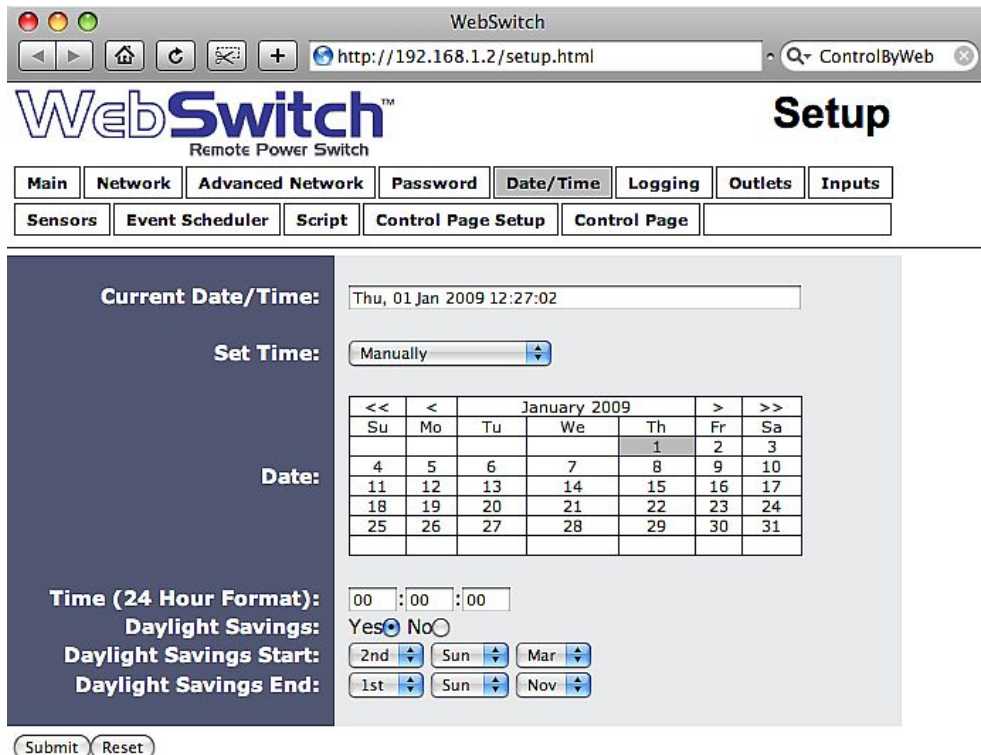 WebSwitch
http://192.168.1.2/setup.html
ControlByWeb
WebSwitch™
Remote Power Switch
Setup
Main Network Advanced Network Password Date/Time Logging Outlets Inputs
Sensors Event Scheduler Script Control Page Setup Control Page
Current Date/Time: Thu, 01 Jan 2009 12:27:02
Set Time: Manually
Date:
<< < January 2009 > >>
Su Mo Tu We Th Fr Sa
1 2 3
4 5 6 7 8 9 10
11 12 13 14 15 16 17
18 19 20 21 22 23 24
25 26 27 28 29 30 31
Time (24 Hour Format): 00 : 00 : 00
Daylight Savings: Yes No
Daylight Savings Start: 2nd Sun Mar
Daylight Savings End: 1st Sun Nov
Submit Reset